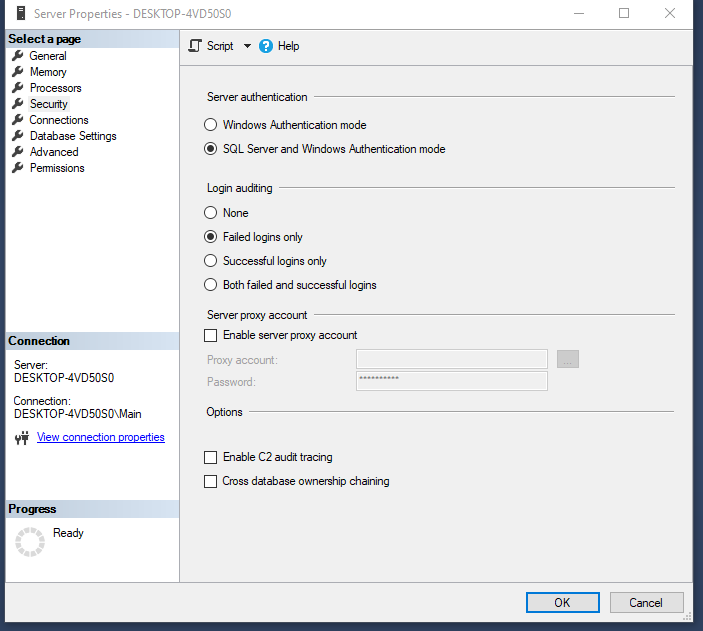 Server Properties - DESKTOP-4VD50S0
Select a page
General
Memory
Processors
Security
Connections
Database Settings
Advanced
Permissions
Connection
Server:
DESKTOP-4VD50S0
Connection:
DESKTOP-4VD50S0\Main
View connection properties
Progress
Ready
Script
Help
Server authentication
Windows Authentication mode
SQL Server and Windows Authentication mode
Login auditing
None
Failed logins only
Successful logins only
Both failed and successful logins
Server proxy account
Enable server proxy account
Proxy account:
...
Password:
**********
Options
Enable C2 audit tracing
Cross database ownership chaining
OK
Cancel